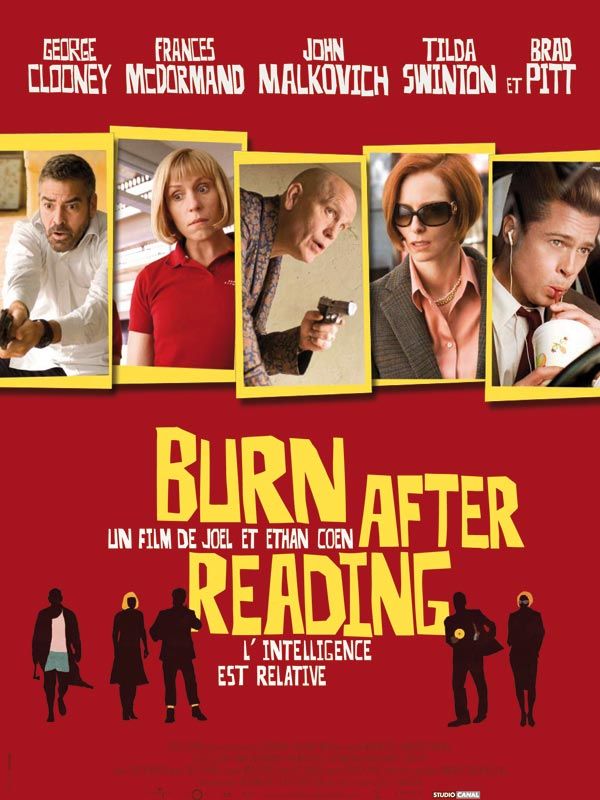 GEORGE CLOONEY FRANCES McDORMAND JOHN MALKOVICH TILDA SWINTON ET BRAD PITT
BURN AFTER
UN FILM DE JOEL ET ETHAN COEN
READING
L'INTELLIGENCE
EST RELATIVE
STUDIO CANAL